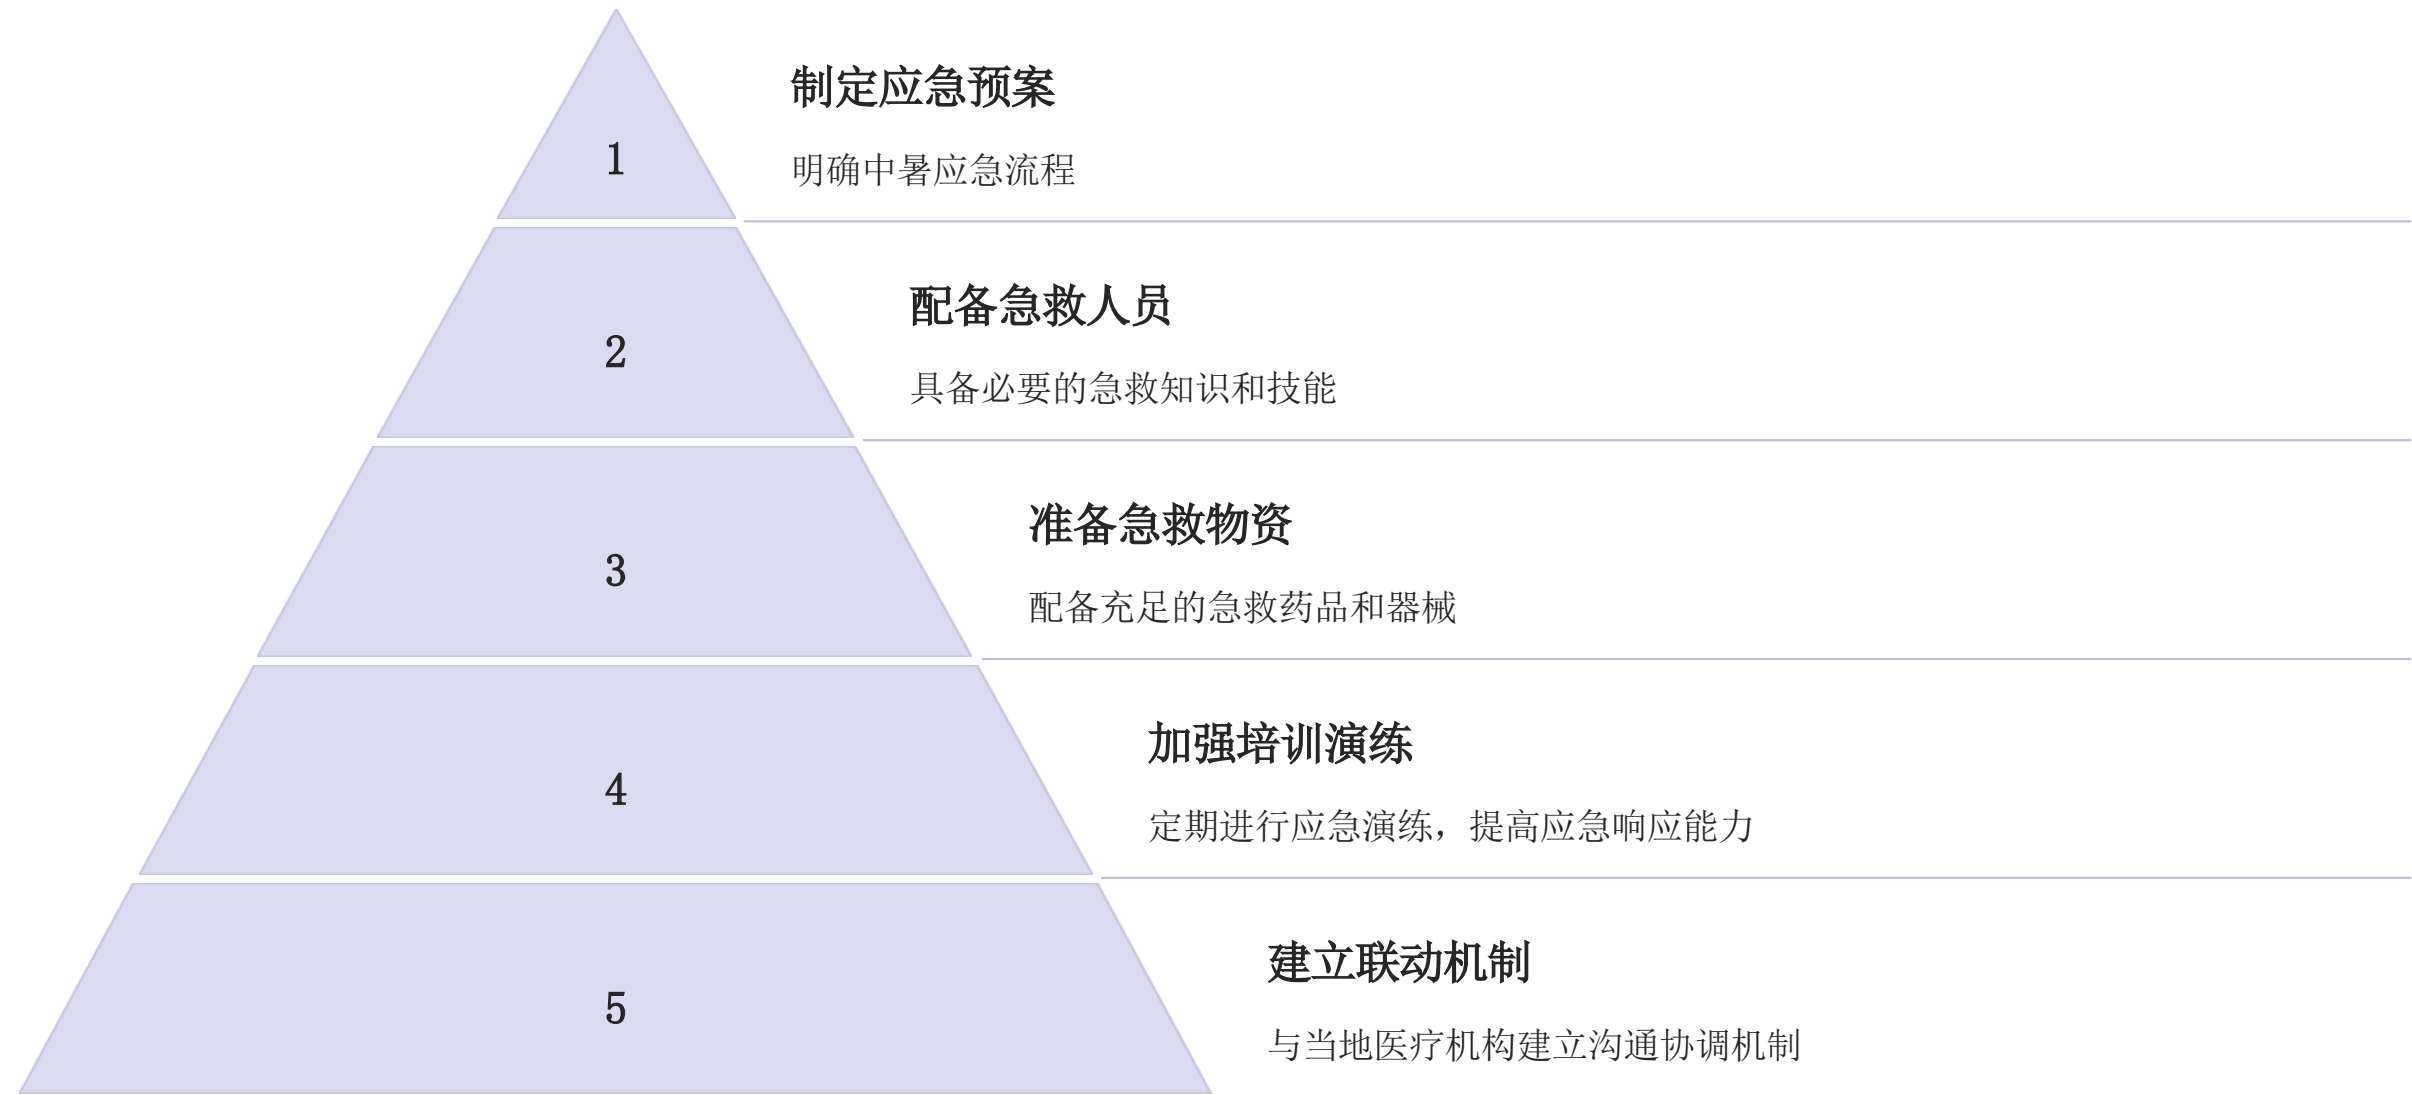 制定应急预案
1
明确中暑应急流程
配备急救人员
2
具备必要的急救知识和技能
准备急救物资
3
配备充足的急救药品和器械
加强培训演练
4
定期进行应急演练，提高应急响应能力
建立联动机制
5
与当地医疗机构建立沟通协调机制